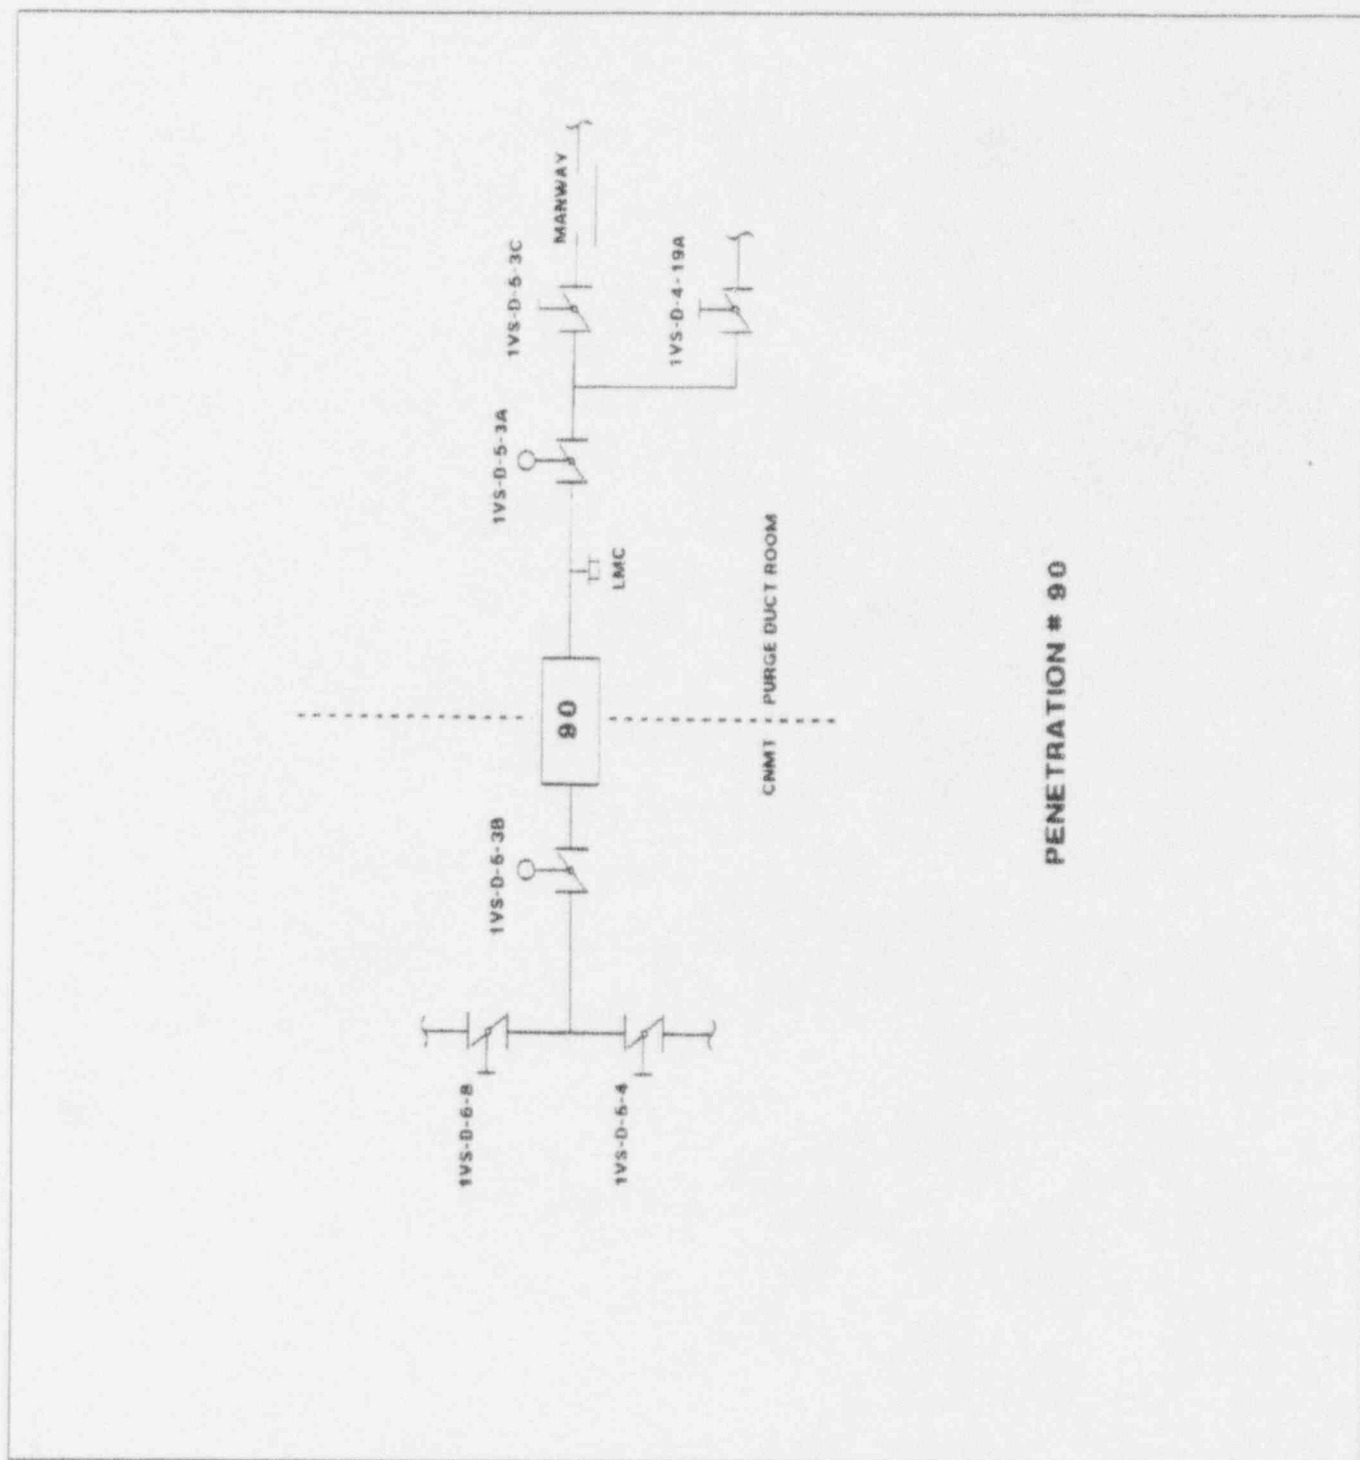 1VS-D-6-8
1VS-D-5-3B
1VS-D-5-3A
1VS-D-5-3C
MANWAY
90
LMC
1VS-D-5-4
1VS-D-4-19A
CNMT
PURGE DUCT ROOM
PENETRATION # 90